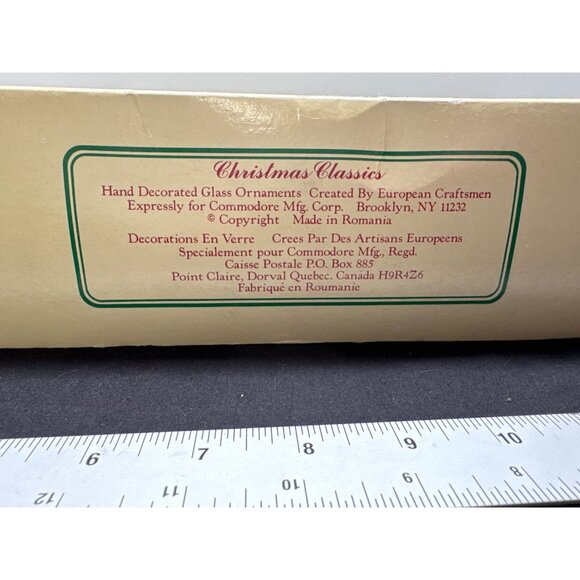 Christmas Classics
Hand Decorated Glass Ornaments Created By European Craftsmen
Expressly for Commodore Mfg. Corp. Brooklyn, NY 11232
© Copyright Made in Romania
Decorations En Verre Crees Par Des Artisans Europeens
Specialement pour Commodore Mfg., Regd.
Caisse Postale P.O. Box 885
Point Claire, Dorval Quebec. Canada H9R4Z6
Fabriqué en Roumanie
6 7 8 9 10
12 11 10 9 8